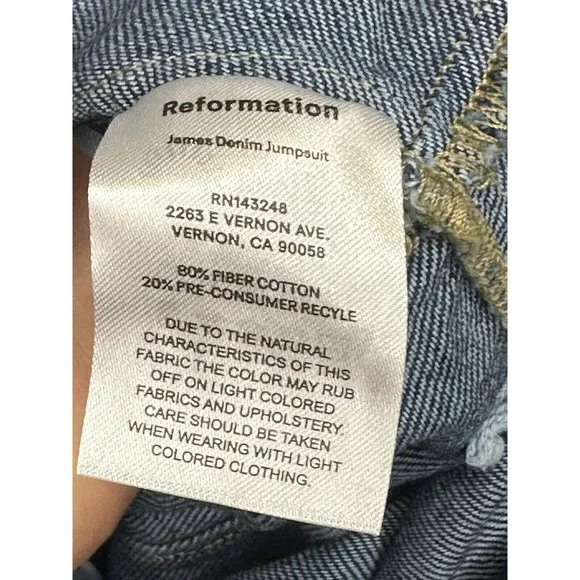 Reformation
James Denim Jumpsuit
RN143248
2263 E VERNON AVE.
VERNON, CA 90058
80% FIBER COTTON
20% PRE-CONSUMER RECYLE
DUE TO THE NATURAL
CHARACTERISTICS OF THIS
FABRIC THE COLOR MAY RUB
OFF ON LIGHT COLORED
FABRICS AND UPHOLSTERY.
CARE SHOULD BE TAKEN
WHEN WEARING WITH LIGHT
COLORED CLOTHING.